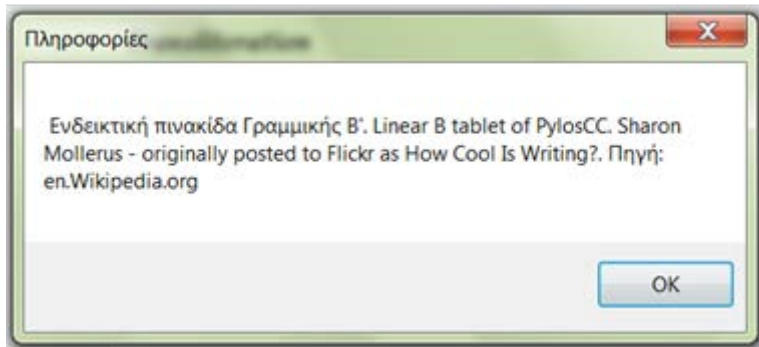 Πληροφορίες
Ενδεικτική πινακίδα Γραμμικής Β'. Linear B tablet of PylosCC. Sharon
Mollerus - originally posted to Flickr as How Cool Is Writing?. Πηγή:
en.Wikipedia.org
OK